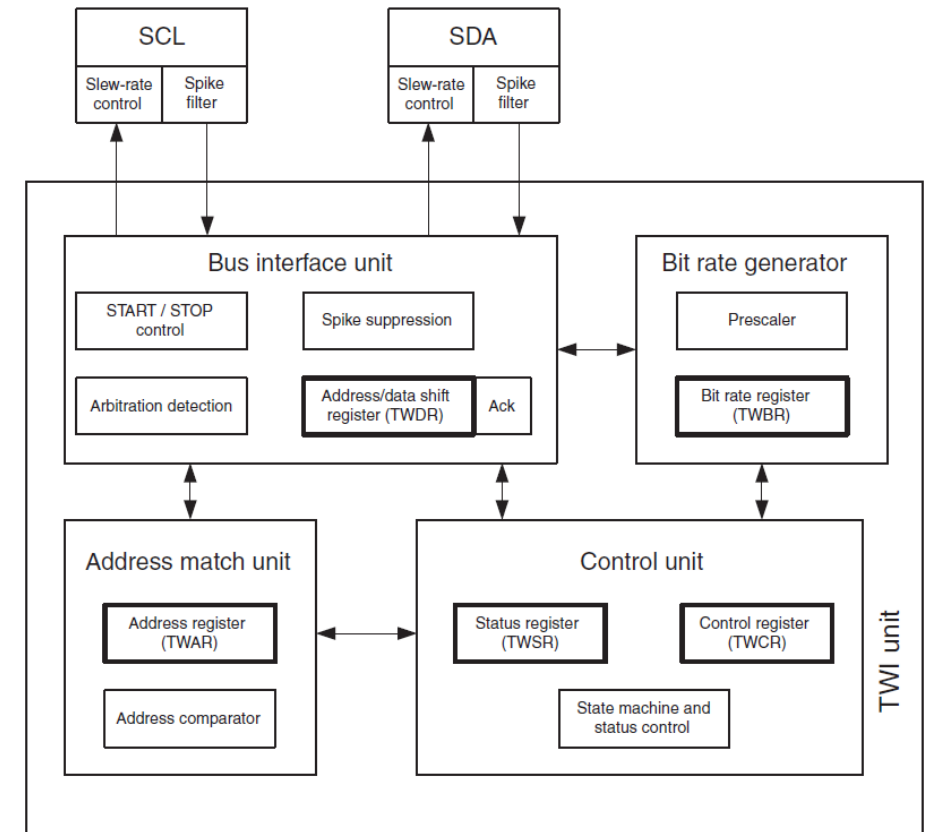 SCL
SDA
Slew-rate
control
Spike
filter
Slew-rate
control
Spike
filter
Bus interface unit
Bit rate generator
START / STOP
control
Spike suppression
Prescaler
Arbitration detection
Address/data shift
register (TWDR)
Ack
Bit rate register
(TWBR)
Address match unit
Control unit
Address register
(TWAR)
Status register
(TWSR)
Control register
(TWCR)
Address comparator
State machine and
status control
TWI unit